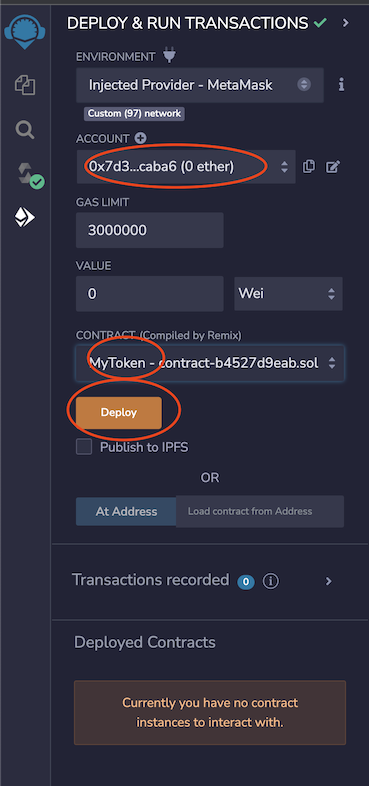 DEPLOY & RUN TRANSACTIONS
ENVIRONMENT
Injected Provider - MetaMask
Custom (97) network
ACCOUNT
0x7d3...caba6 (0 ether)
GAS LIMIT
3000000
VALUE
0
Wei
CONTRACT (Compiled by Remix)
MyToken - contract-b4527d9eab.sol
Deploy
Publish to IPFS
OR
At Address
Load contract from Address
Transactions recorded 0
Deployed Contracts
Currently you have no contract
instances to interact with.